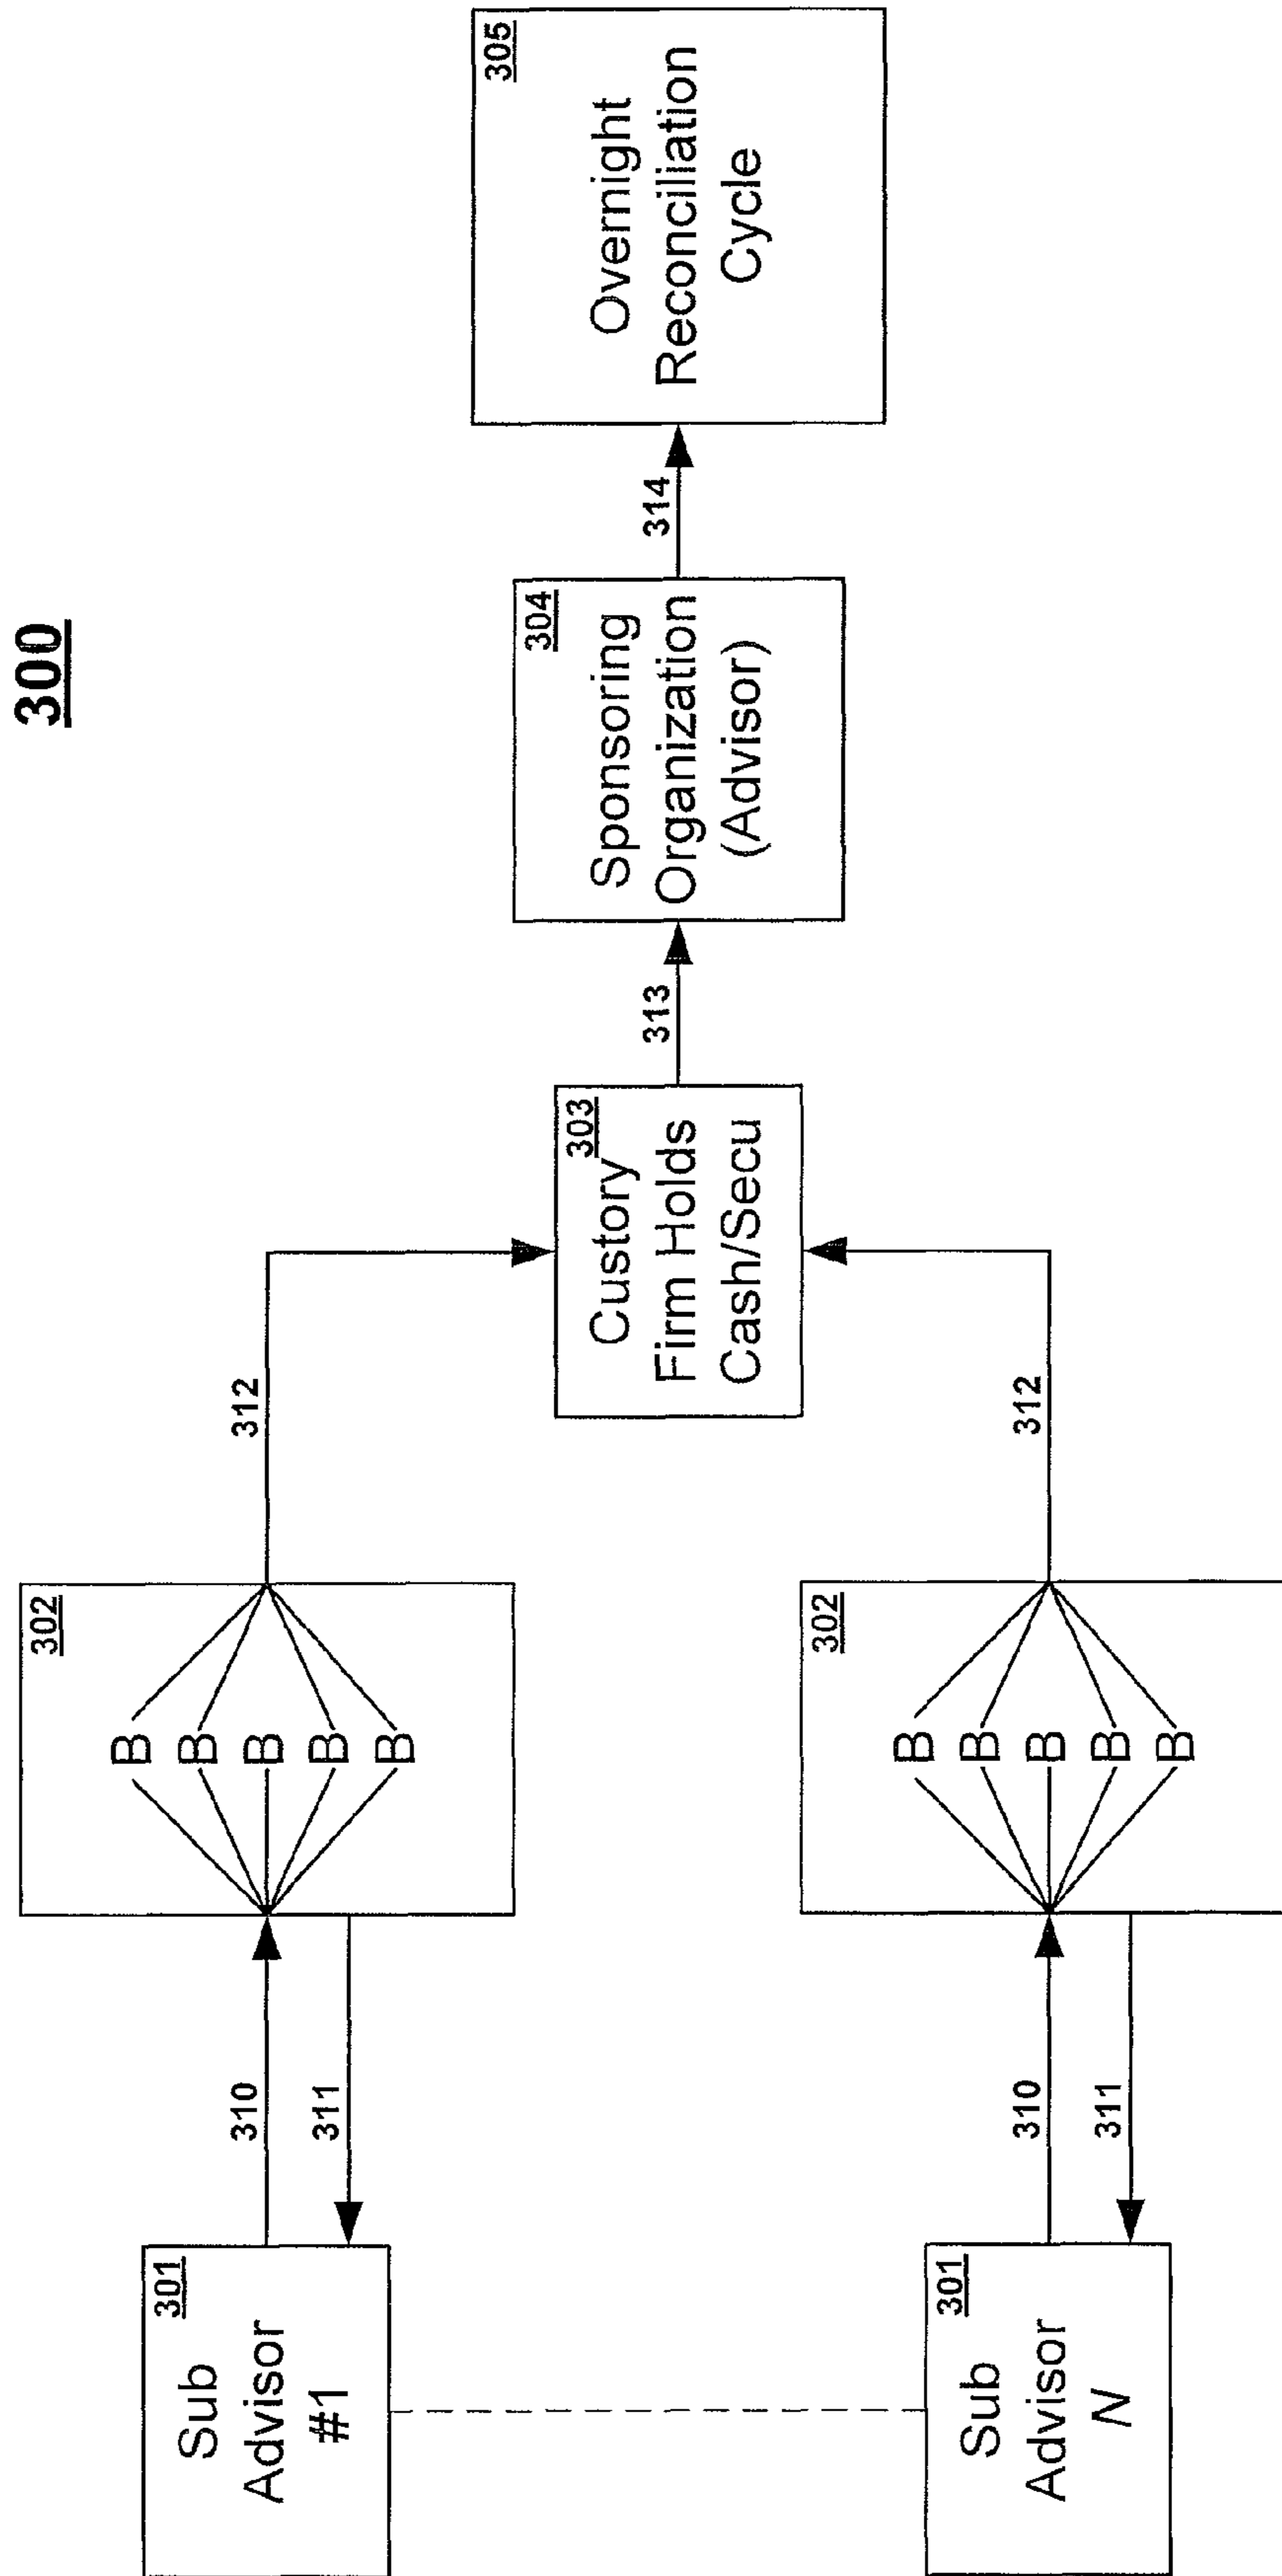 300
301
Sub
Advisor
#1
310
311
302
B
B
B
B
B
312
303
Custory
Firm Holds
Cash/Secu
313
304
Sponsoring
Organization
(Advisor)
314
305
Overnight
Reconciliation
Cycle
301
Sub
Advisor
N
310
311
302
B
B
B
B
B
312